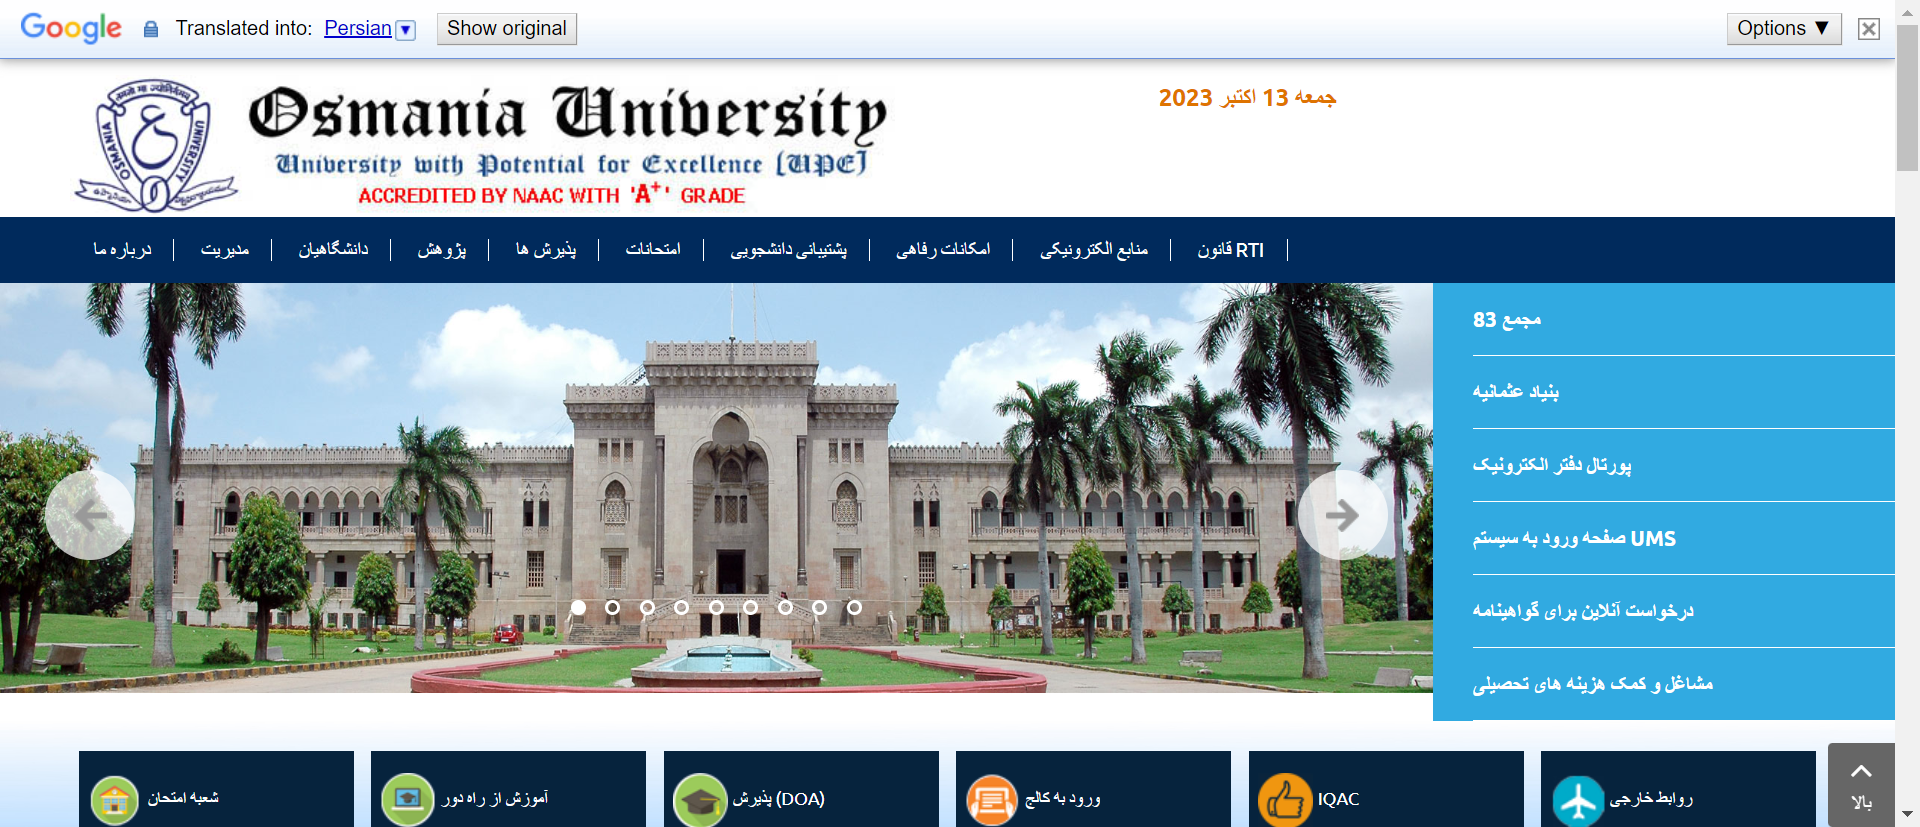 Google Translated into: Persian ▼ Show original Options ▼
Osmania University
University with Potential for Excellence [UPE]
ACCREDITED BY NAAC WITH 'A+' GRADE
OSMANIA UNIVERSITY
جمعه 13 اکتبر 2023
درباره ما
مدیریت
دانشگاهیان
پژوهش
پذیرش ها
امتحانات
پشتیبانی دانشجویی
امکانات رفاهی
منابع الکترونیکی
قانون RTI
مجمع 83
بنیاد عثمانیه
پورتال دفتر الکترونیک
صفحه ورود به سیستم UMS
درخواست آنلاین برای گواهینامه
مشاغل و کمک هزینه های تحصیلی
شعبه امتحان
آموزش از راه دور
پذیرش (DOA)
ورود به کالج
IQAC
روابط خارجی
بالا